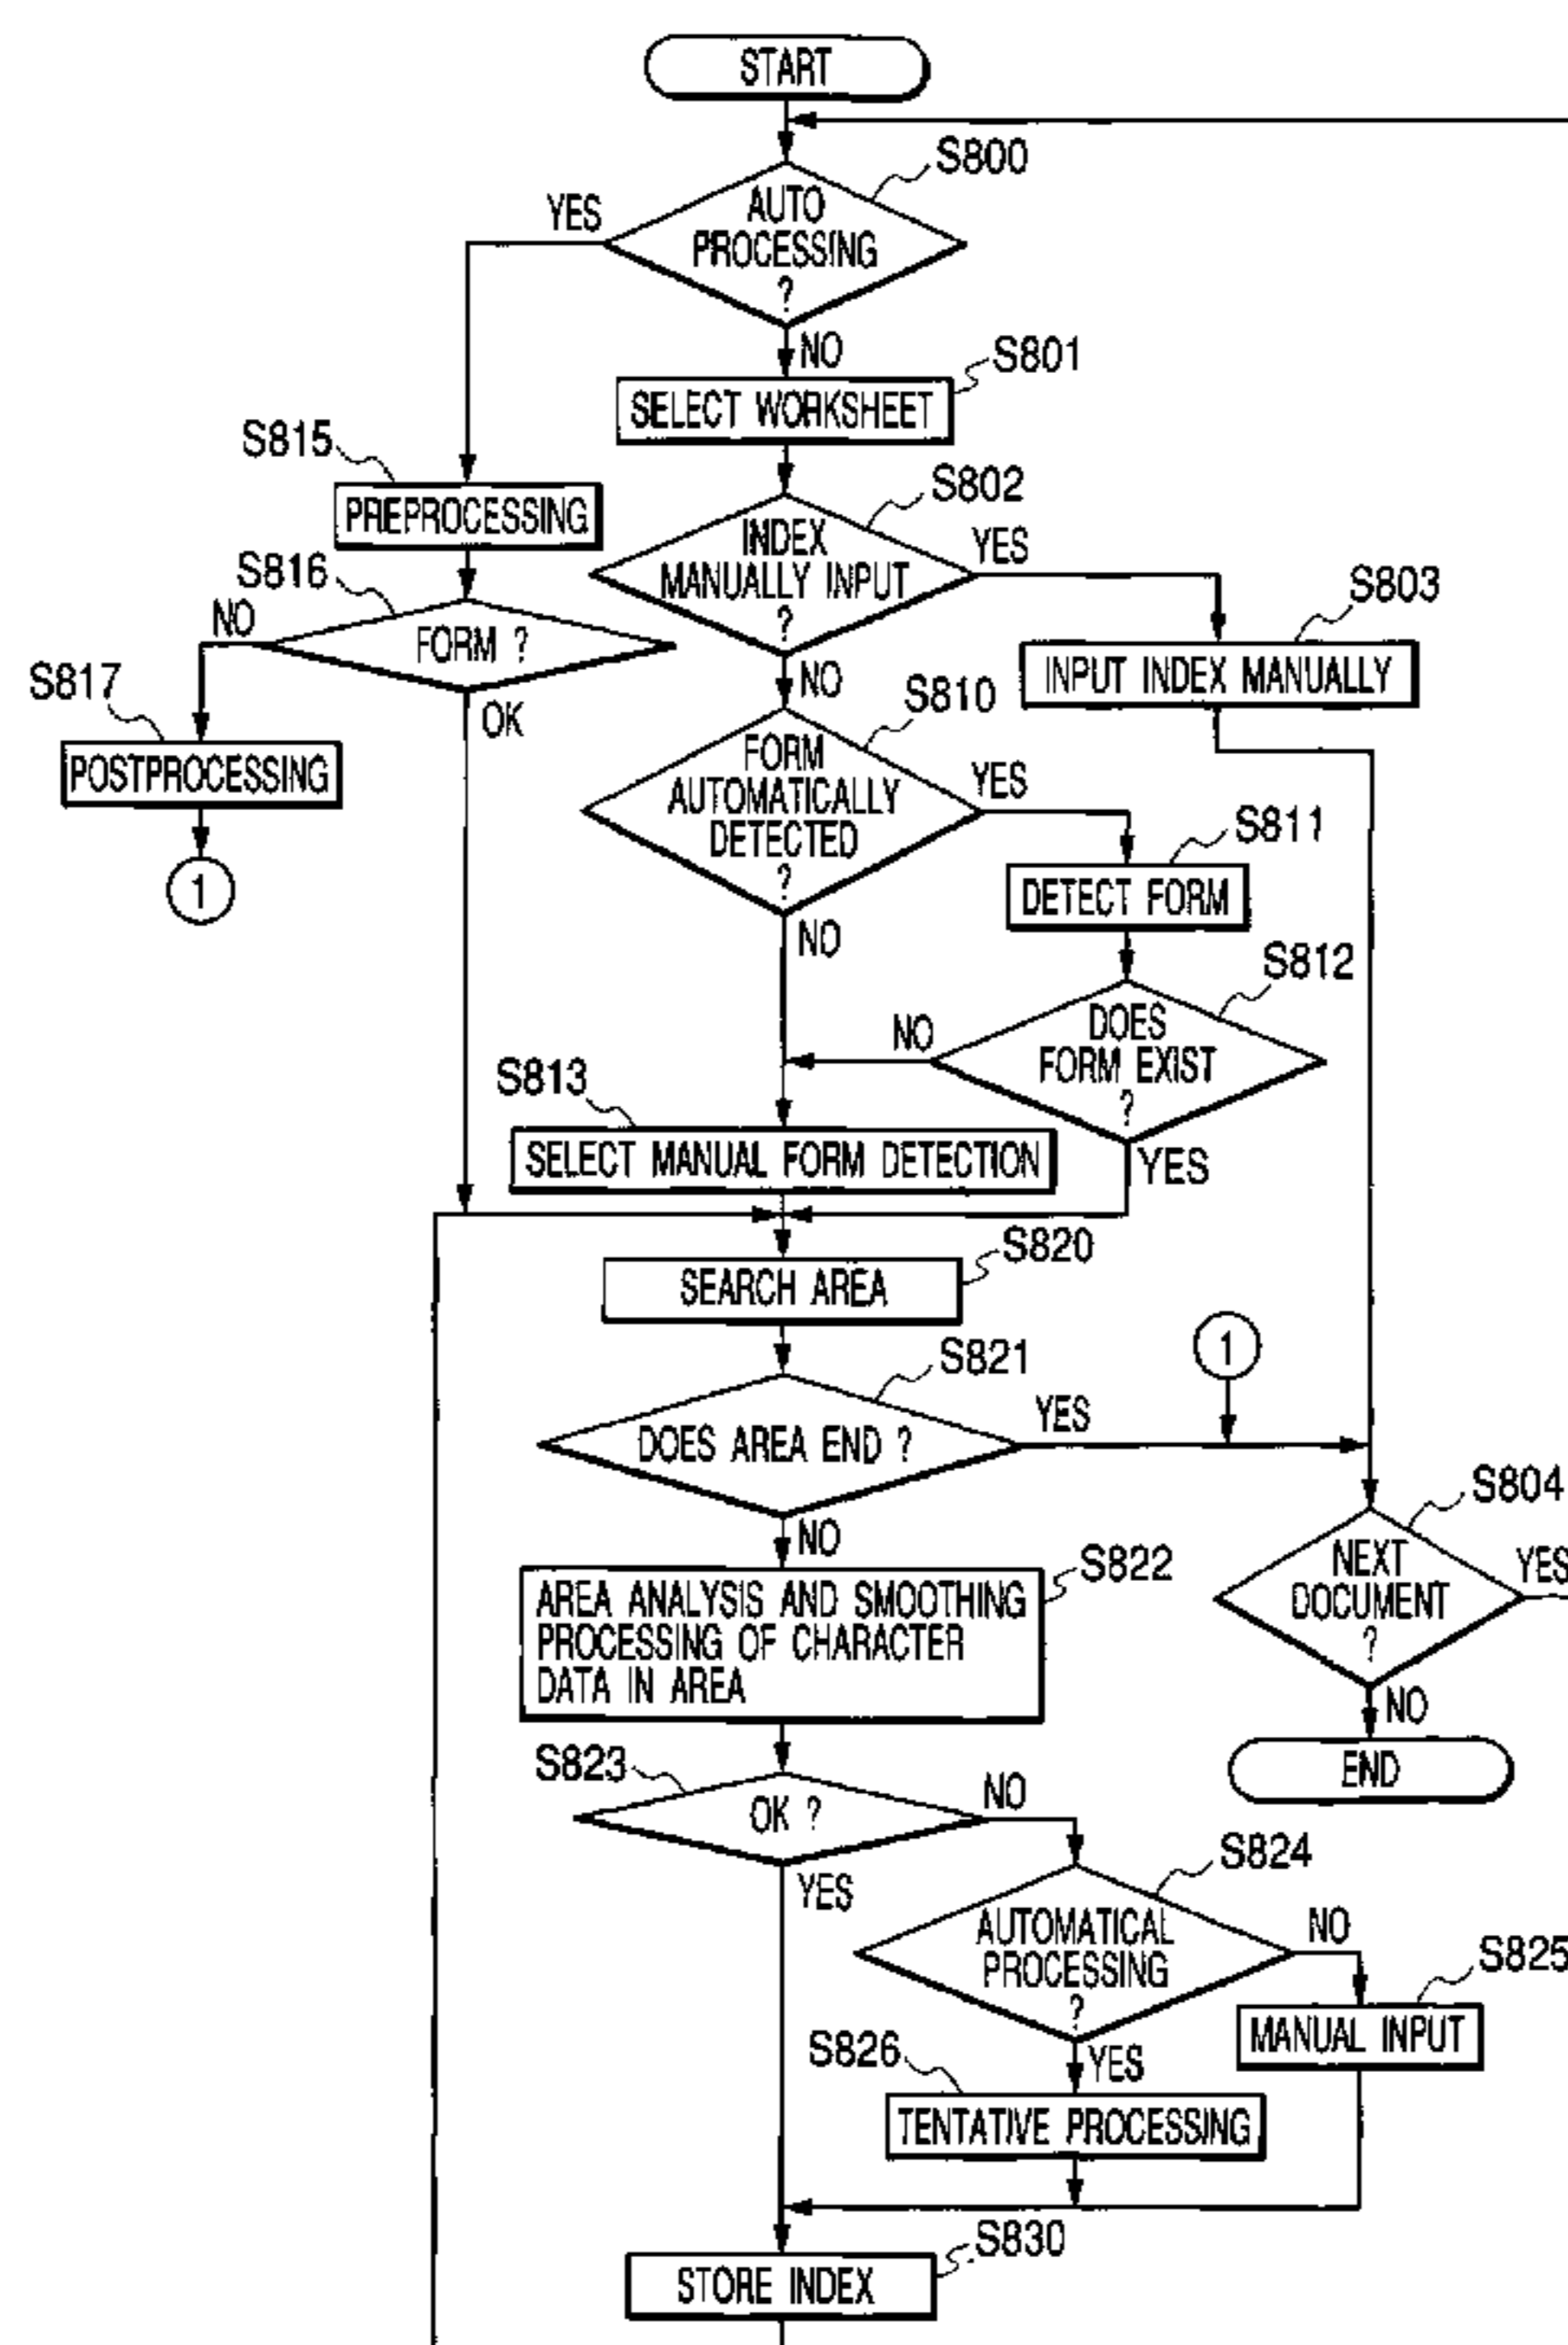 START
S800
YES
AUTO
PROCESSING
?
NO
S801
SELECT WORKSHEET
S815
PREPROCESSING
S802
INDEX
MANUALLY INPUT
?
YES
S816
NO
FORM ?
S803
INPUT INDEX MANUALLY
NO
S817
OK
POSTPROCESSING
1
S810
FORM
AUTOMATICALLY
DETECTED
?
YES
S811
DETECT FORM
NO
S812
NO
DOES
FORM EXIST
?
S813
SELECT MANUAL FORM DETECTION
YES
S820
SEARCH AREA
1
S821
DOES AREA END ?
YES
S804
NEXT
DOCUMENT
?
YES
NO
S822
AREA ANALYSIS AND SMOOTHING
PROCESSING OF CHARACTER
DATA IN AREA
NO
END
S823
OK ?
NO
YES
S824
AUTOMATICAL
PROCESSING
?
NO
S825
MANUAL INPUT
S826
YES
TENTATIVE PROCESSING
S830
STORE INDEX